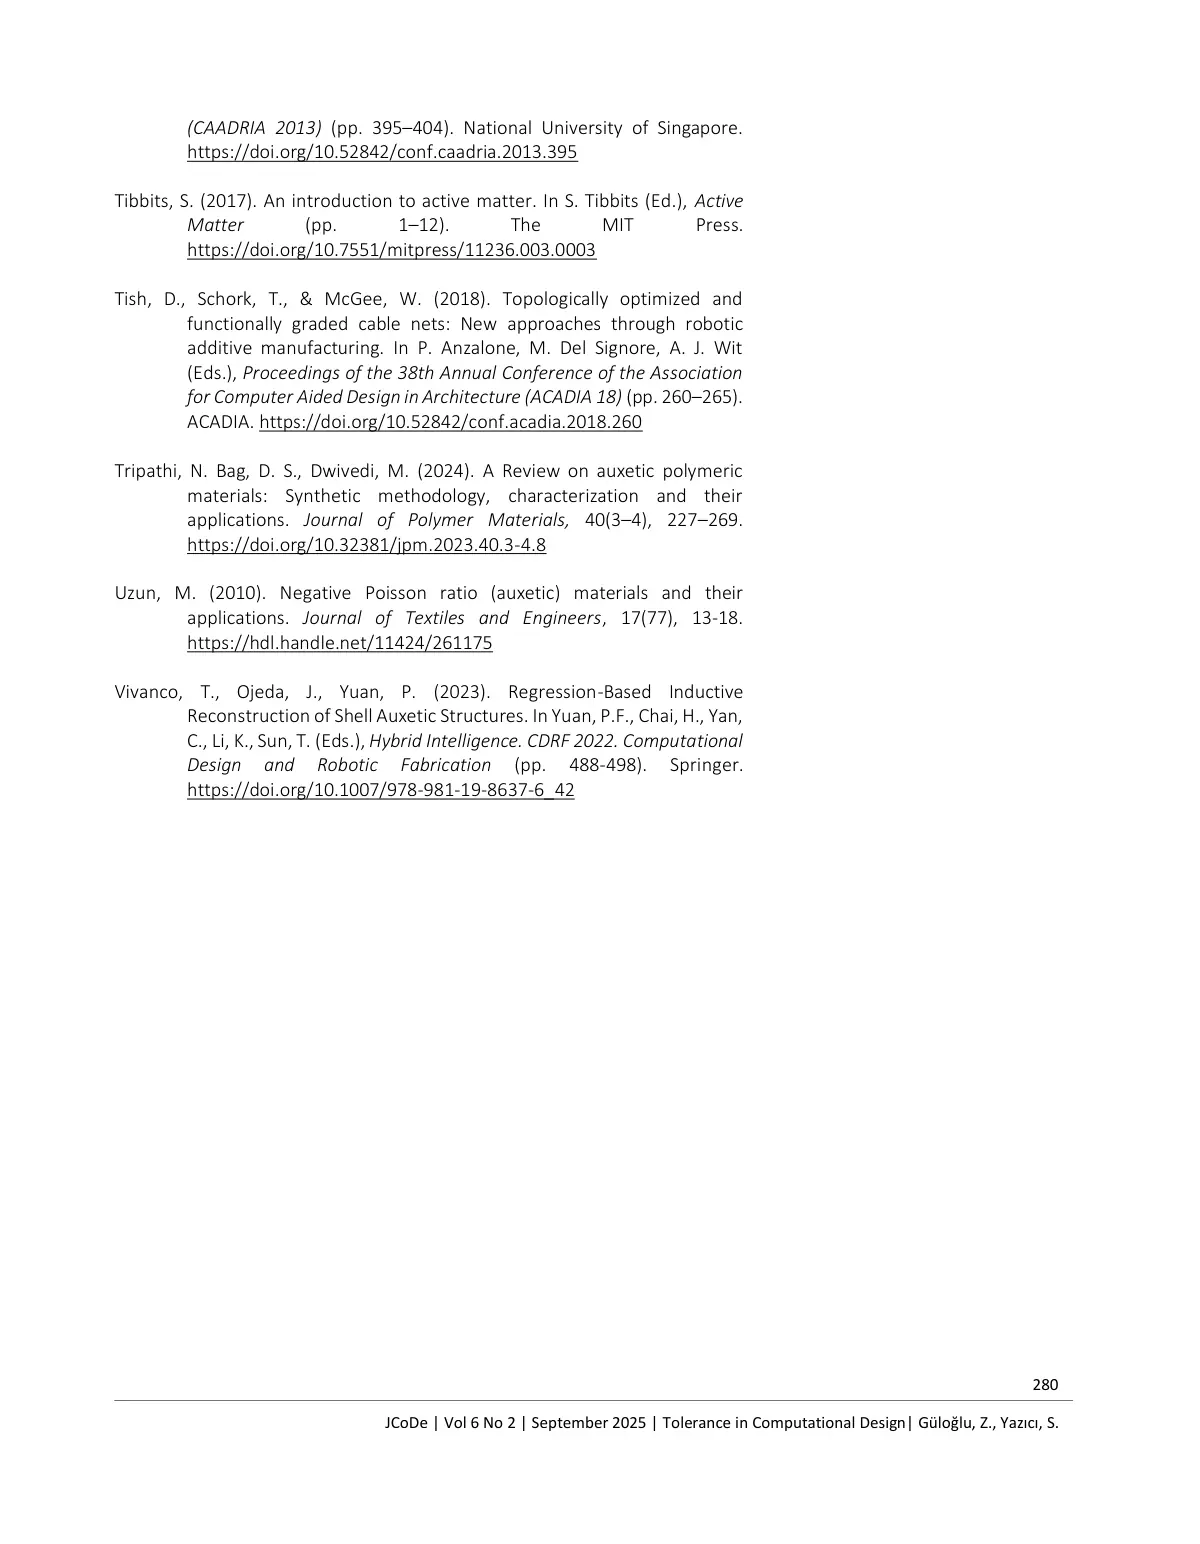 (CAADRIA 2013) (pp. 395–404). National University of Singapore.
https://doi.org/10.52842/conf.caadria.2013.395
Tibbits, S. (2017). An introduction to active matter. In S. Tibbits (Ed.), Active
Matter (pp. 1–12). The MIT Press.
https://doi.org/10.7551/mitpress/11236.003.0003
Tish, D., Schork, T., & McGee, W. (2018). Topologically optimized and
functionally graded cable nets: New approaches through robotic
additive manufacturing. In P. Anzalone, M. Del Signore, A. J. Wit
(Eds.), Proceedings of the 38th Annual Conference of the Association
for Computer Aided Design in Architecture (ACADIA 18) (pp. 260–265).
ACADIA. https://doi.org/10.52842/conf.acadia.2018.260
Tripathi, N. Bag, D. S., Dwivedi, M. (2024). A Review on auxetic polymeric
materials: Synthetic methodology, characterization and their
applications. Journal of Polymer Materials, 40(3–4), 227–269.
https://doi.org/10.32381/jpm.2023.40.3-4.8
Uzun, M. (2010). Negative Poisson ratio (auxetic) materials and their
applications. Journal of Textiles and Engineers, 17(77), 13-18.
https://hdl.handle.net/11424/261175
Vivanco, T., Ojeda, J., Yuan, P. (2023). Regression-Based Inductive
Reconstruction of Shell Auxetic Structures. In Yuan, P.F., Chai, H., Yan,
C., Li, K., Sun, T. (Eds.), Hybrid Intelligence. CDRF 2022. Computational
Design and Robotic Fabrication (pp. 488-498). Springer.
https://doi.org/10.1007/978-981-19-8637-6_42
280
JCoDe | Vol 6 No 2 | September 2025 | Tolerance in Computational Design| Güloğlu, Z., Yazıcı, S.